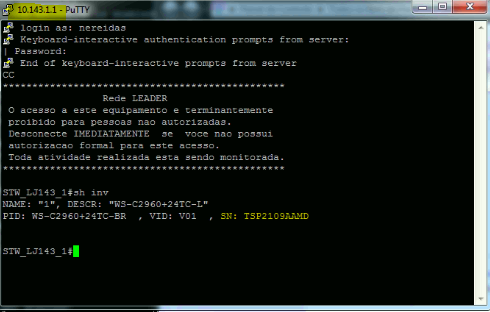 10.143.1.1 - PuTTY
login as: nereidas
Keyboard-interactive authentication prompts from server:
| Password:
End of keyboard-interactive prompts from server
CC
************************************************
Rede LEADER
O acesso a este equipamento e terminantemente
proibido para pessoas nao autorizadas.
Desconecte IMEDIATAMENTE se voce nao possui
autorizacao formal para este acesso.
Toda atividade realizada esta sendo monitorada.
************************************************
STW_LJ143_1#sh inv
NAME: "1", DESCR: "WS-C2960+24TC-L"
PID: WS-C2960+24TC-BR , VID: V01 , SN: TSP2109AAMD
STW_LJ143_1#